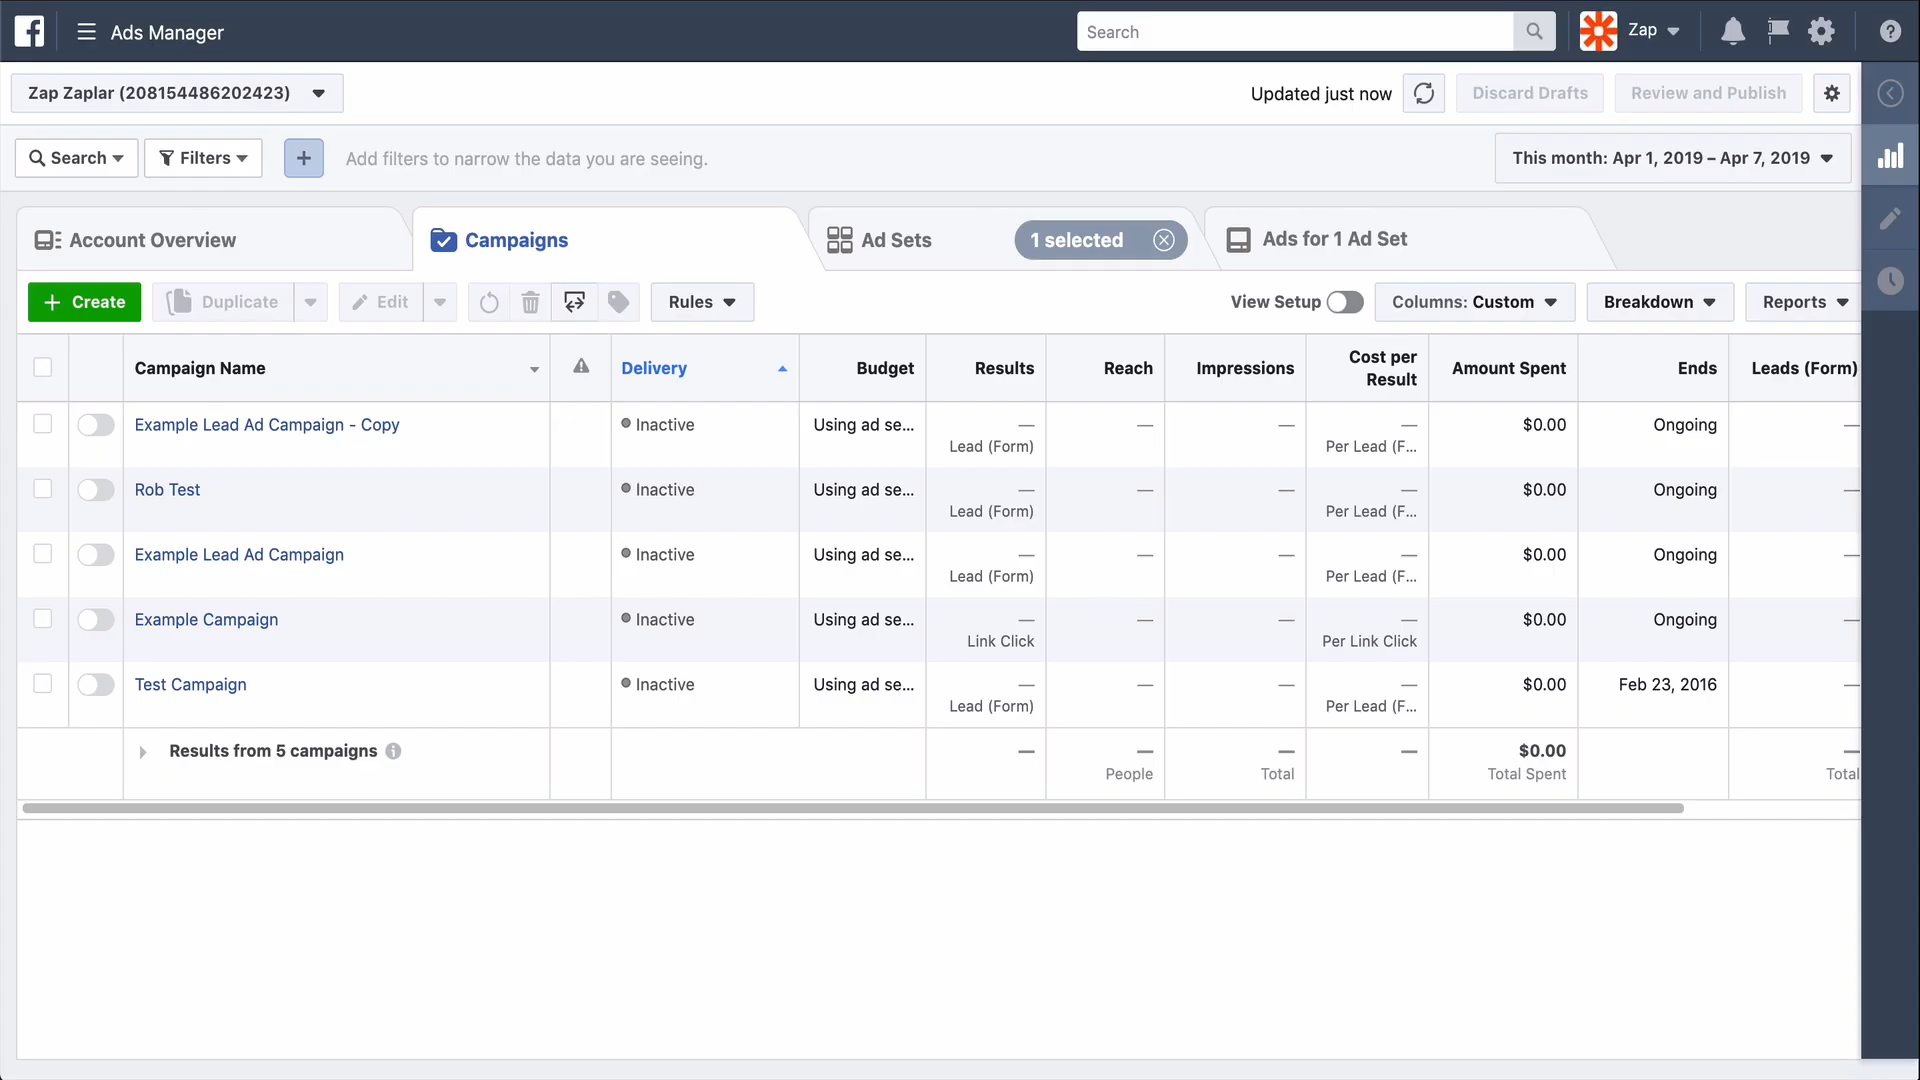 Ads Manager
Search
Zap
Zap Zaplar (208154486202423)
Updated just now
Discard Drafts
Review and Publish
Search
Filters
Add filters to narrow the data you are seeing.
This month: Apr 1, 2019 – Apr 7, 2019
Account Overview
Campaigns
Ad Sets
1 selected
Ads for 1 Ad Set
+ Create
Duplicate
Edit
Rules
View Setup
Columns: Custom
Breakdown
Reports
Campaign Name
Delivery
Budget
Results
Reach
Impressions
Cost per
Result
Amount Spent
Ends
Leads (Form)
Example Lead Ad Campaign - Copy
Inactive
Using ad se...
—
Lead (Form)
—
—
—
Per Lead (F...
$0.00
Ongoing
—
Rob Test
Inactive
Using ad se...
—
Lead (Form)
—
—
—
Per Lead (F...
$0.00
Ongoing
—
Example Lead Ad Campaign
Inactive
Using ad se...
—
Lead (Form)
—
—
—
Per Lead (F...
$0.00
Ongoing
—
Example Campaign
Inactive
Using ad se...
—
Link Click
—
—
—
Per Link Click
$0.00
Ongoing
—
Test Campaign
Inactive
Using ad se...
—
Lead (Form)
—
—
—
Per Lead (F...
$0.00
Feb 23, 2016
—
Results from 5 campaigns
—
—
People
—
Total
—
$0.00
Total Spent
—
Total